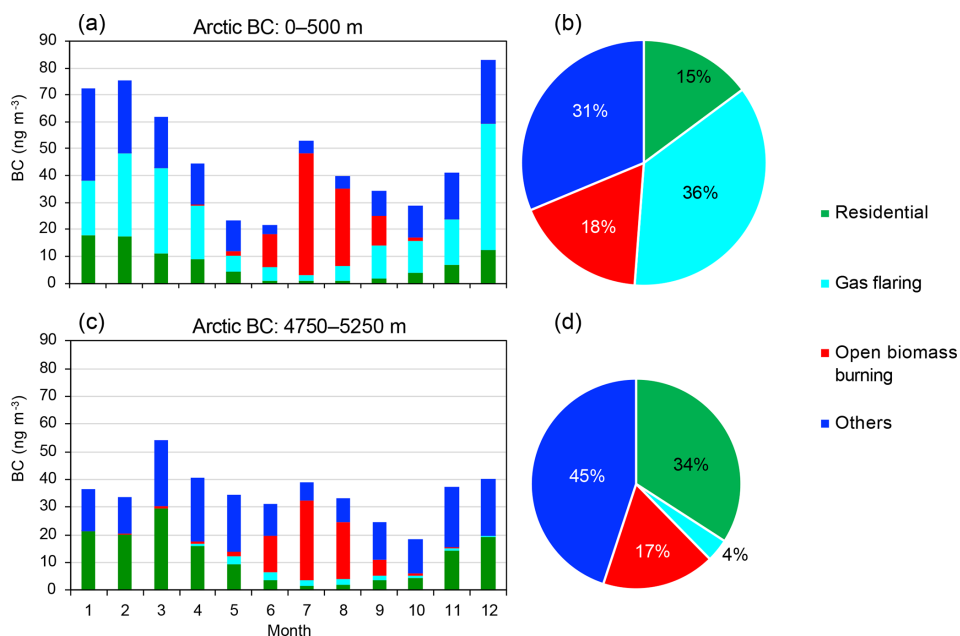 (a)
Arctic BC: 0–500 m
(b)
BC (ng m⁻³)
90
80
70
60
50
40
30
20
10
0
15%
31%
36%
18%
Residential
Gas flaring
Open biomass
burning
Others
(c)
Arctic BC: 4750–5250 m
(d)
BC (ng m⁻³)
90
80
70
60
50
40
30
20
10
0
1 2 3 4 5 6 7 8 9 10 11 12
Month
34%
45%
4%
17%